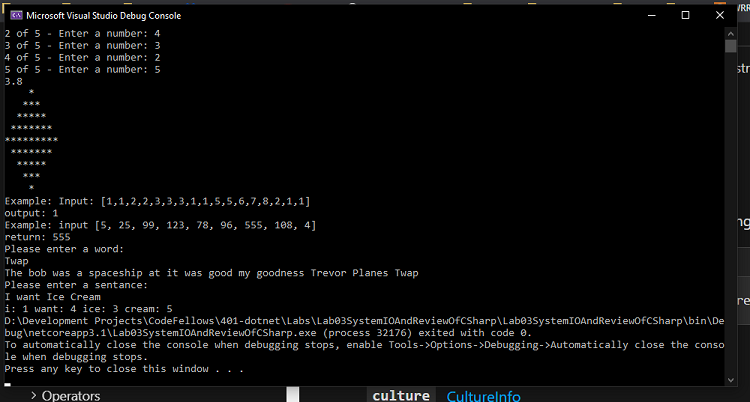 Microsoft Visual Studio Debug Console
2 of 5 - Enter a number: 4
3 of 5 - Enter a number: 3
4 of 5 - Enter a number: 2
5 of 5 - Enter a number: 5
3.8
    *
   ***
  *****
 *******
*********
 *******
  *****
   ***
    *
Example: Input: [1,1,2,2,3,3,3,1,1,5,5,6,7,8,2,1,1]
output: 1
Example: input [5, 25, 99, 123, 78, 96, 555, 108, 4]
return: 555
Please enter a word:
Twap
The bob was a spaceship at it was good my goodness Trevor Planes Twap
Please enter a sentance:
I want Ice Cream
i: 1 want: 4 ice: 3 cream: 5
D:\Development Projects\CodeFellows\401-dotnet\Labs\Lab03SystemIOAndReviewOfCSharp\Lab03SystemIOAndReviewOfCSharp\bin\De
bug\netcoreapp3.1\Lab03SystemIOAndReviewOfCSharp.exe (process 32176) exited with code 0.
To automatically close the console when debugging stops, enable Tools->Options->Debugging->Automatically close the conso
le when debugging stops.
Press any key to close this window . . .
> Operators
culture CultureInfo